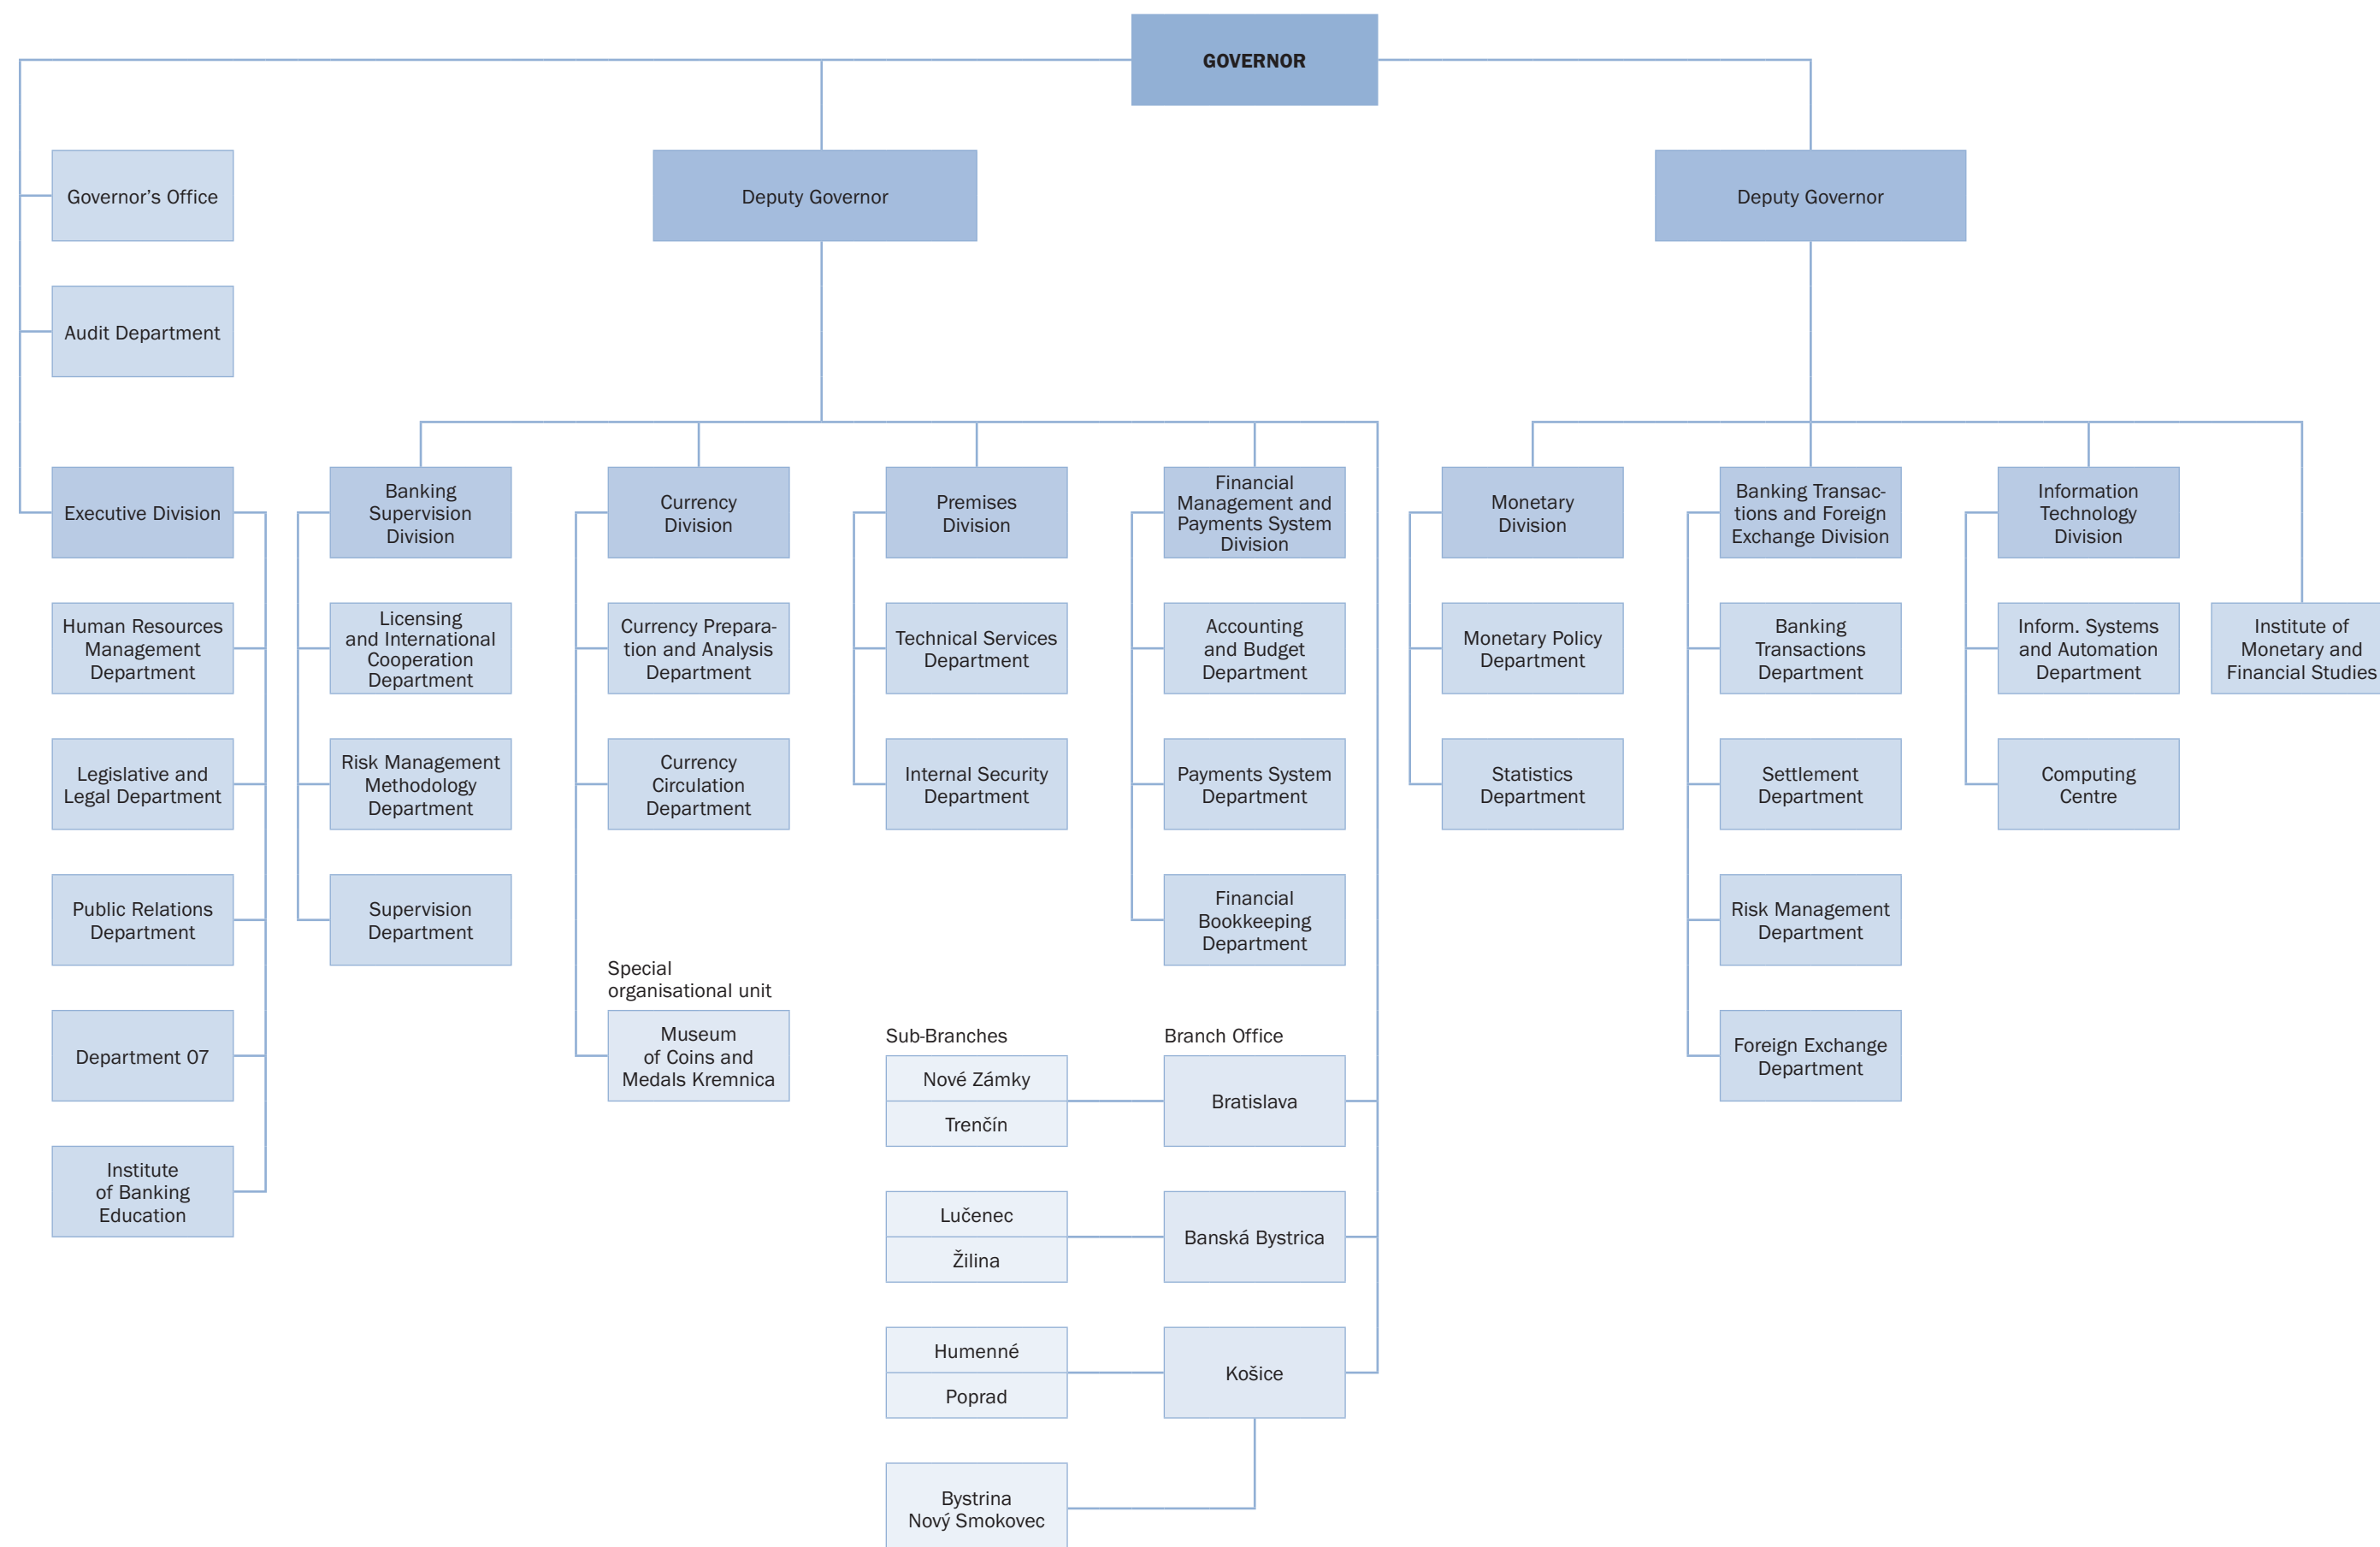 GOVERNOR
Governor’s Office
Deputy Governor
Deputy Governor
Audit Department
Executive Division
Banking
Supervision
Division
Currency
Division
Premises
Division
Financial
Management and
Payments System
Division
Monetary
Division
Banking Transac-
tions and Foreign
Exchange Division
Information
Technology
Division
Human Resources
Management
Department
Licensing
and International
Cooperation
Department
Currency Prepara-
tion and Analysis
Department
Technical Services
Department
Accounting
and Budget
Department
Monetary Policy
Department
Banking
Transactions
Department
Inform. Systems
and Automation
Department
Institute of
Monetary and
Financial Studies
Legislative and
Legal Department
Risk Management
Methodology
Department
Currency
Circulation
Department
Internal Security
Department
Payments System
Department
Statistics
Department
Settlement
Department
Computing
Centre
Public Relations
Department
Supervision
Department
Financial
Bookkeeping
Department
Risk Management
Department
Special
organisational unit
Department 07
Museum
of Coins and
Medals Kremnica
Sub-Branches
Branch Office
Foreign Exchange
Department
Nové Zámky
Trenčín
Bratislava
Institute
of Banking
Education
Lučenec
Žilina
Banská Bystrica
Humenné
Poprad
Košice
Bystrina
Nový Smokovec